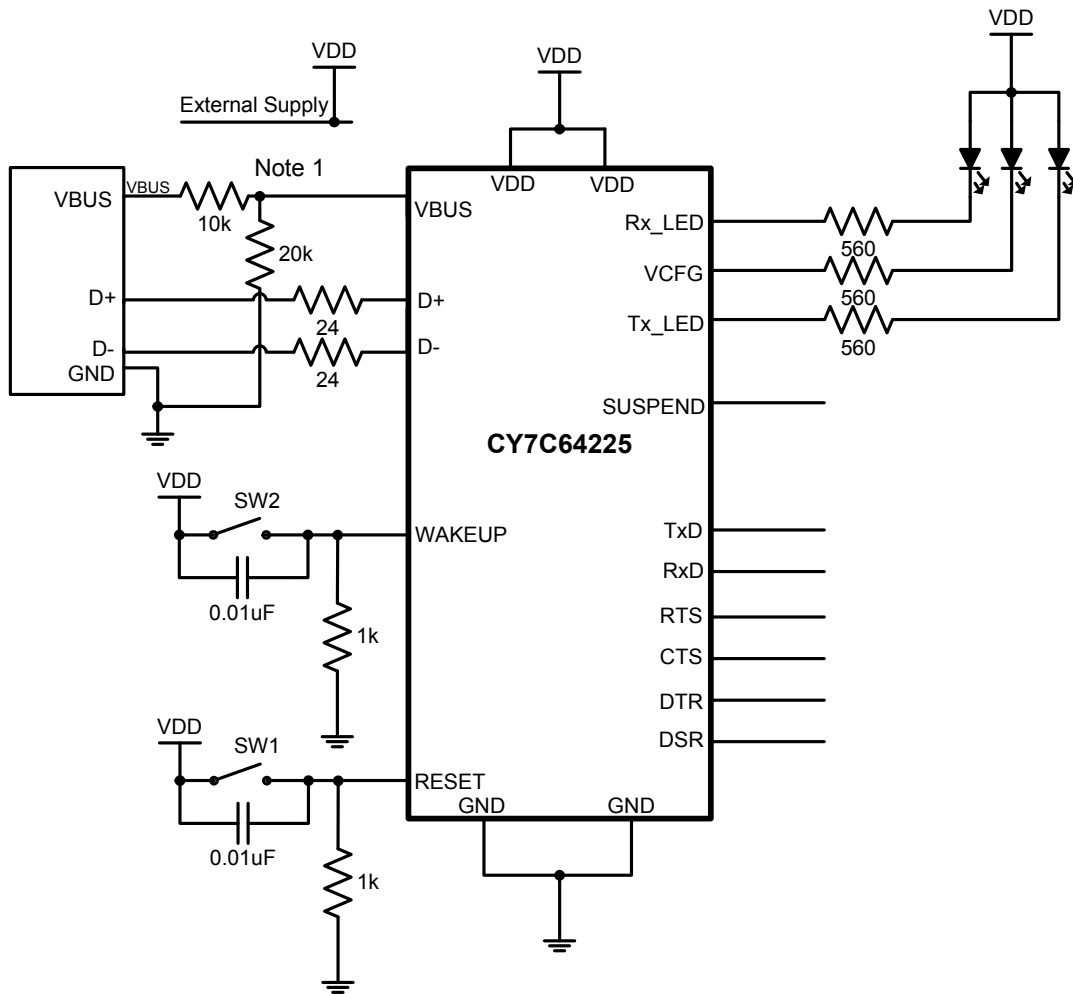 VDD
VDD
VDD
External Supply
Note 1
VDD
VDD
VBUS
VBUS
VBUS
10k
Rx_LED
560
20k
VCFG
560
D+
D+
24
Tx_LED
560
D-
D-
24
GND
SUSPEND
CY7C64225
VDD
SW2
WAKEUP
0.01uF
1k
TxD
RxD
RTS
CTS
DTR
DSR
VDD
SW1
RESET
0.01uF
1k
GND
GND